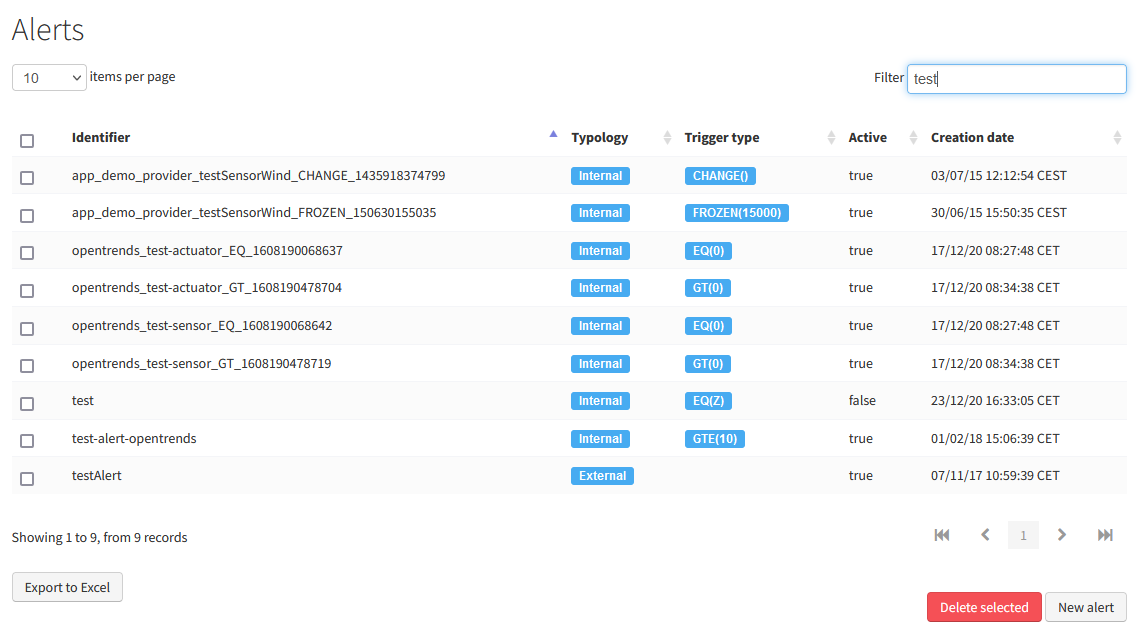 Alerts
10 items per page Filter test
Identifier Typology Trigger type Active Creation date
app_demo_provider_testSensorWind_CHANGE_1435918374799 Internal CHANGE() true 03/07/15 12:12:54 CEST
app_demo_provider_testSensorWind_FROZEN_150630155035 Internal FROZEN(15000) true 30/06/15 15:50:35 CEST
opentrends_test-actuator_EQ_1608190068637 Internal EQ(0) true 17/12/20 08:27:48 CET
opentrends_test-actuator_GT_1608190478704 Internal GT(0) true 17/12/20 08:34:38 CET
opentrends_test-sensor_EQ_1608190068642 Internal EQ(0) true 17/12/20 08:27:48 CET
opentrends_test-sensor_GT_1608190478719 Internal GT(0) true 17/12/20 08:34:38 CET
test Internal EQ(Z) false 23/12/20 16:33:05 CET
test-alert-opentrends Internal GTE(10) true 01/02/18 15:06:39 CET
testAlert External true 07/11/17 10:59:39 CET
Showing 1 to 9, from 9 records 1
Export to Excel
Delete selected New alert